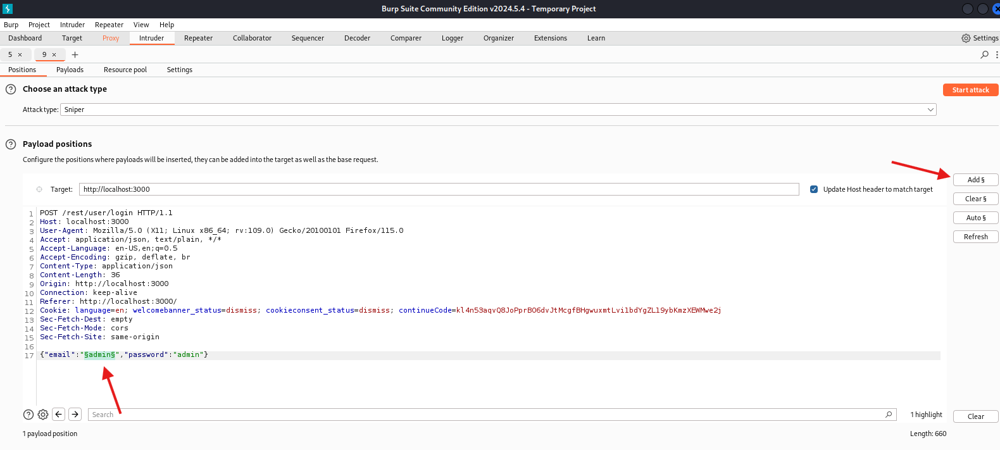 Burp Suite Community Edition v2024.5.4 - Temporary Project
Burp Project Intruder Repeater View Help
Dashboard Target Proxy Intruder Repeater Collaborator Sequencer Decoder Comparer Logger Organizer Extensions Learn Settings
5 × 9 × +
Positions Payloads Resource pool Settings
? Choose an attack type Start attack
Attack type: Sniper
? Payload positions
Configure the positions where payloads will be inserted, they can be added into the target as well as the base request.
Add §
Target: http://localhost:3000 Update Host header to match target
Clear §
Auto §
Refresh
1 POST /rest/user/login HTTP/1.1
2 Host: localhost:3000
3 User-Agent: Mozilla/5.0 (X11; Linux x86_64; rv:109.0) Gecko/20100101 Firefox/115.0
4 Accept: application/json, text/plain, */*
5 Accept-Language: en-US,en;q=0.5
6 Accept-Encoding: gzip, deflate, br
7 Content-Type: application/json
8 Content-Length: 36
9 Origin: http://localhost:3000
10 Connection: keep-alive
11 Referer: http://localhost:3000/
12 Cookie: language=en; welcomebanner_status=dismiss; cookieconsent_status=dismiss; continueCode=kl4n53aqvQ8JoPprBO6dvJtMcgfBHgwuxmtLvi1bdYgZL19ybKmzXEWMwe2j
13 Sec-Fetch-Dest: empty
14 Sec-Fetch-Mode: cors
15 Sec-Fetch-Site: same-origin
16
17 {"email":"§admin§","password":"admin"}
? Search 1 highlight Clear
1 payload position Length: 660